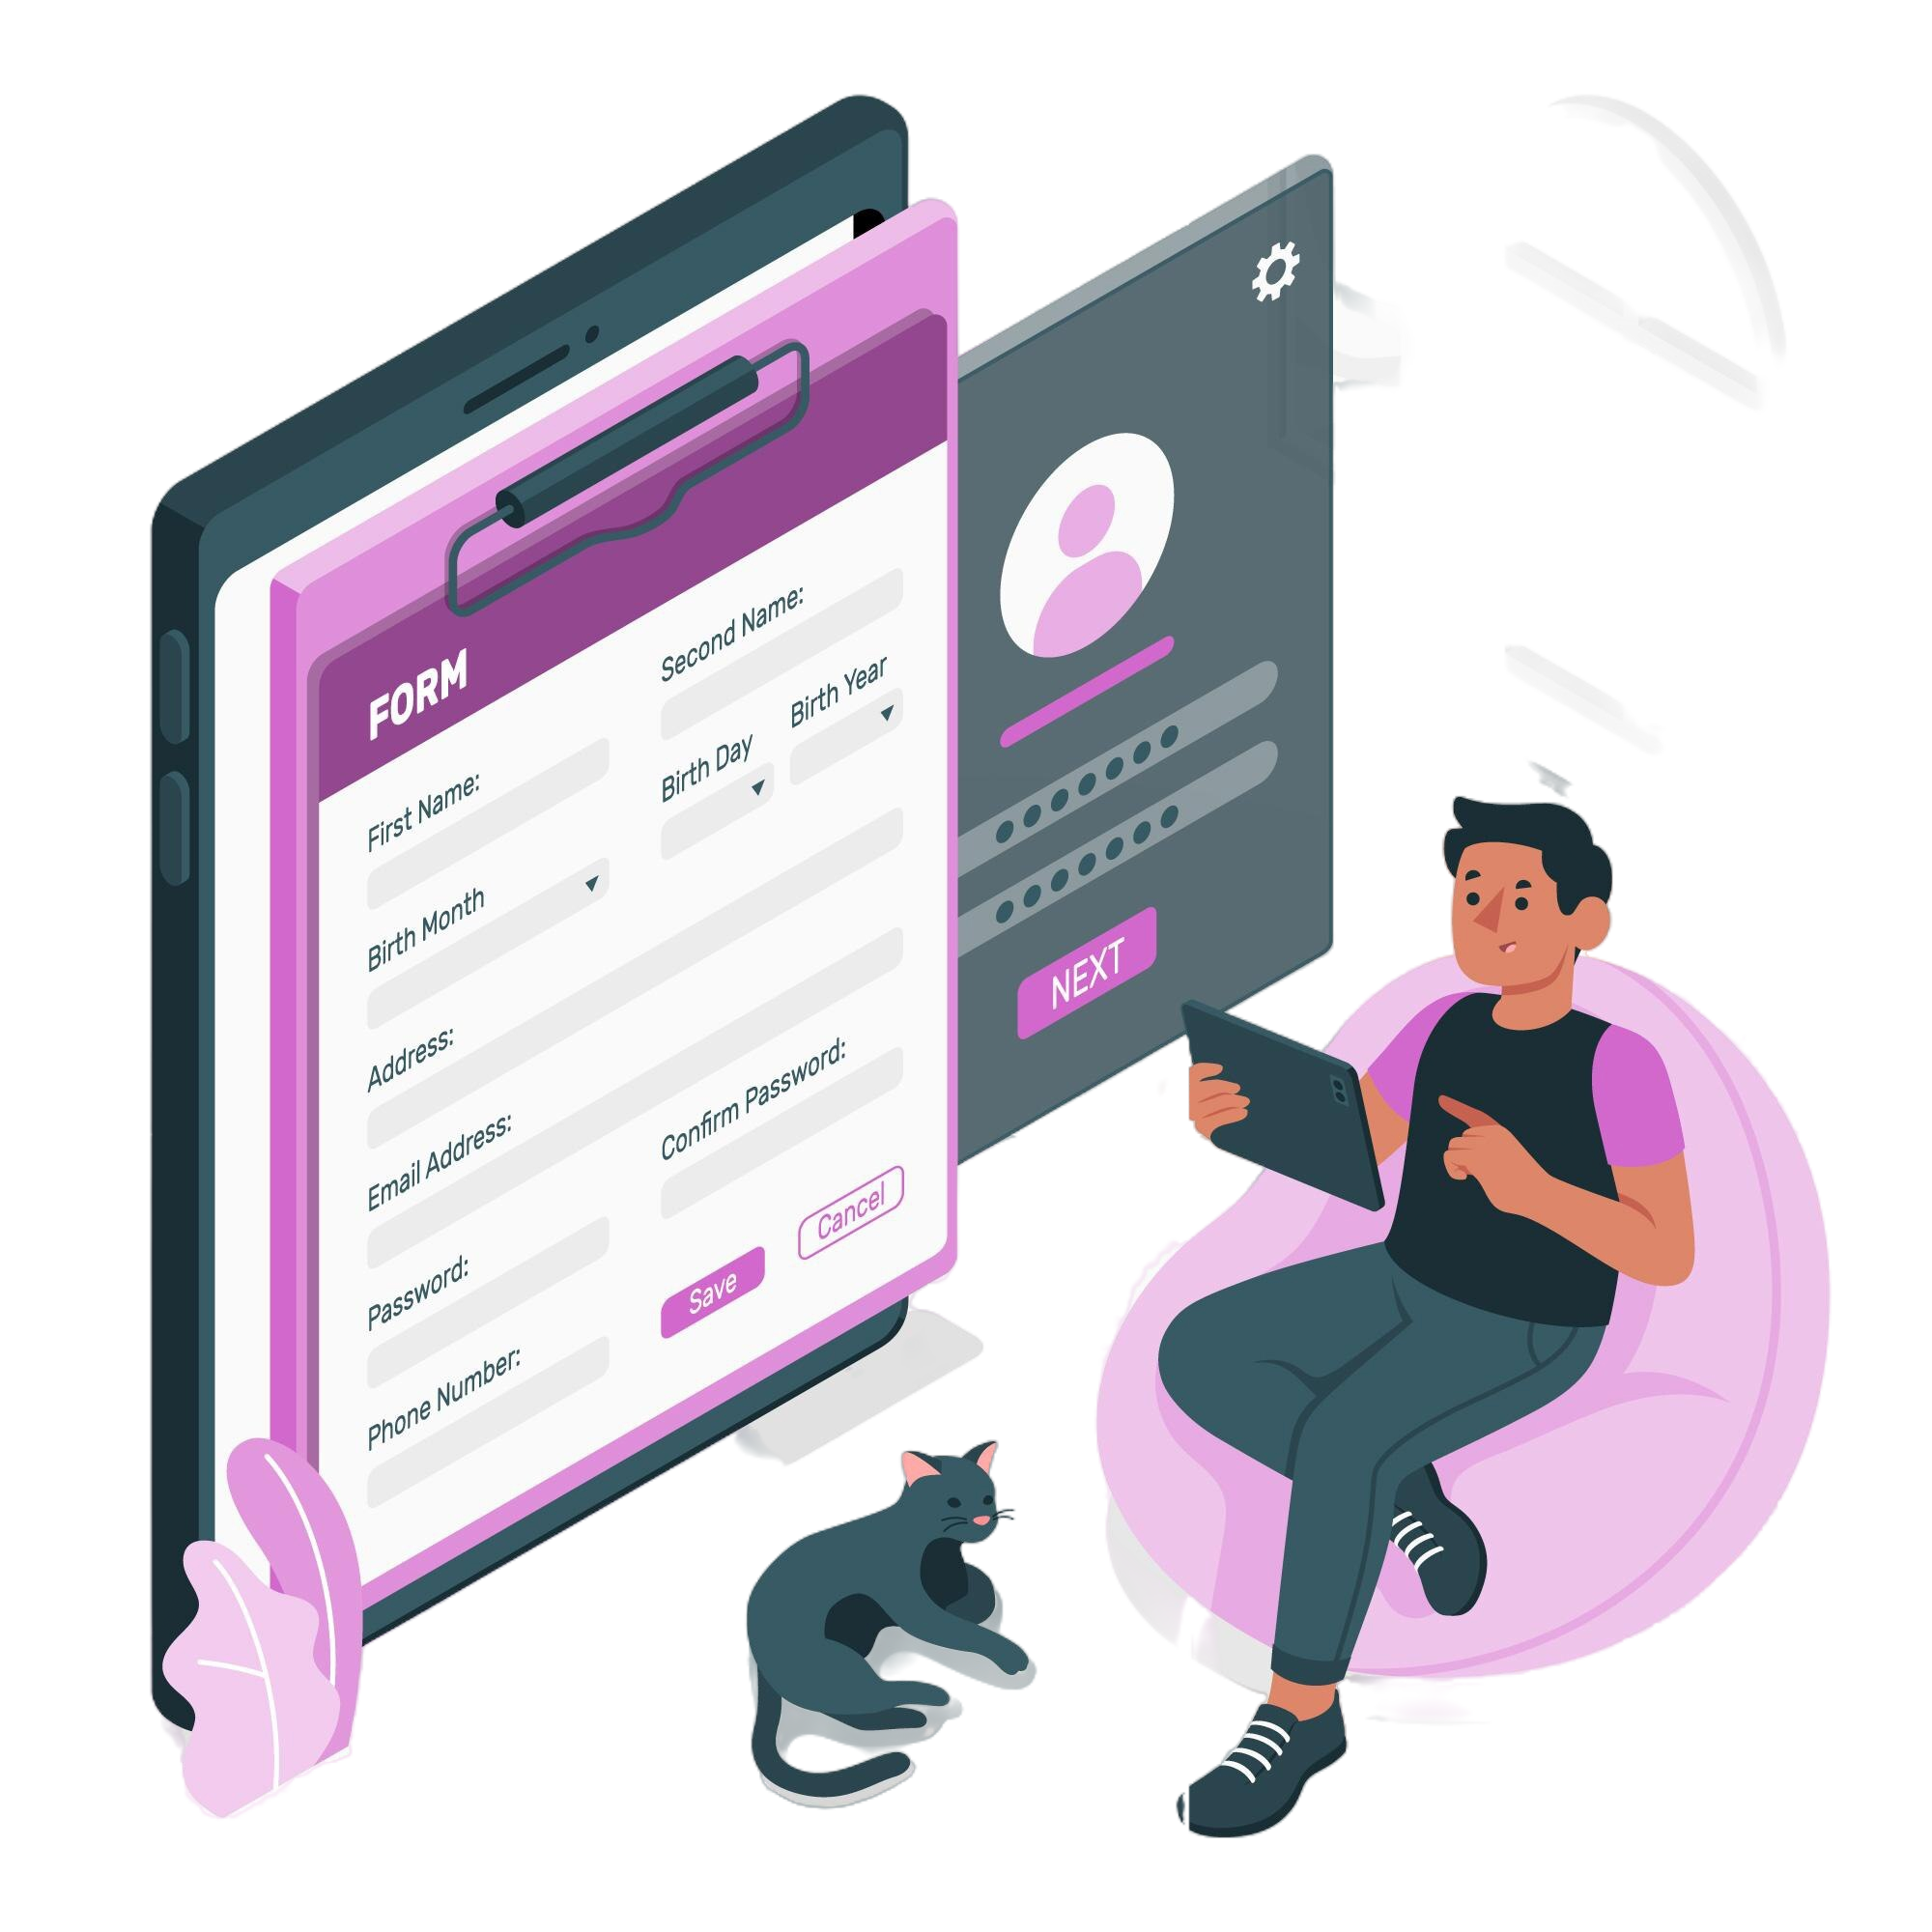 FORM
First Name:
Second Name:
Birth Month
Birth Day
Birth Year
Address:
Email Address:
Password:
Confirm Password:
Phone Number:
Save
Cancel
NEXT